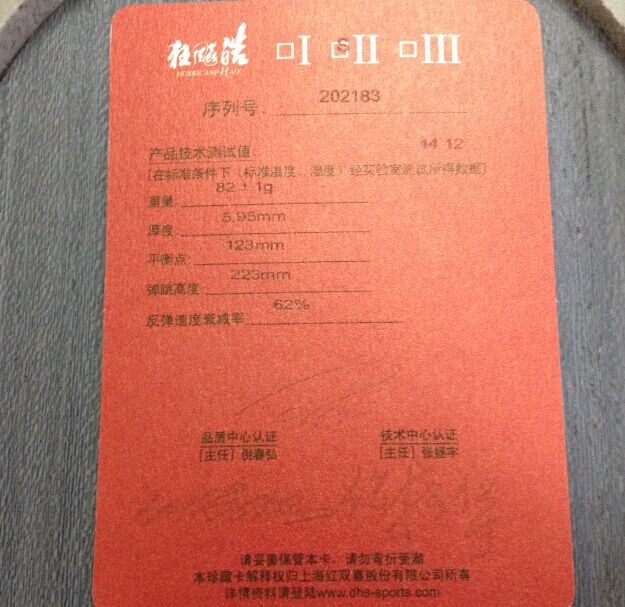 狂飚皓 □I □II □III
HURRICANE HAO S
序列号: 202183
产品技术测试值: 14 12
[在标准条件下(标准温度、湿度)经实验室测试所得数据]
82 ± 1g
重量:
5.95mm
厚度:
123mm
平衡点:
223mm
弹跳高度:
62%
反弹速度衰减率
品质中心认证 技术中心认证
[主任] 倪春弘 [主任] 张绥宇
请妥善保管本卡,请勿弯折受潮
本珍藏卡解释权归上海红双喜股份有限公司所有
详情资料请登陆www.dhs-sports.com